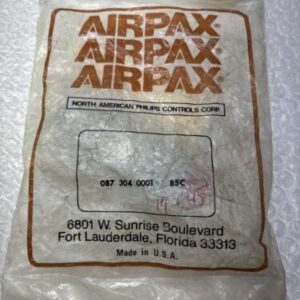 AIRPAX®
AIRPAX®
AIRPAX®
NORTH AMERICAN PHILIPS CONTROLS CORP.
087 304 0001 85C
6801 W. Sunrise Boulevard
Fort Lauderdale, Florida 33313
Made in U.S.A.